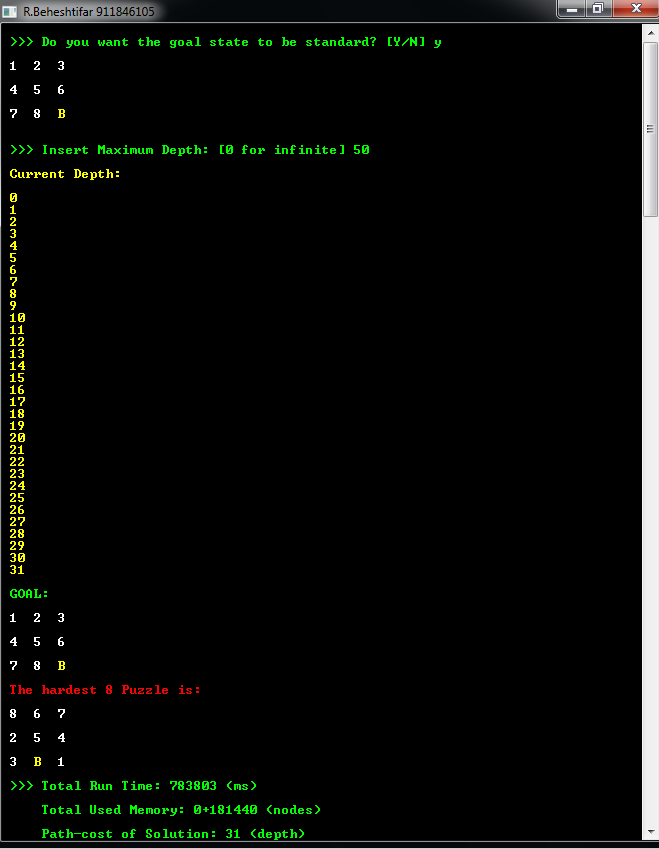 R.Beheshtifar 911846105
>>> Do you want the goal state to be standard? [Y/N] y
1 2 3
4 5 6
7 8 B
>>> Insert Maximum Depth: [0 for infinite] 50
Current Depth:
0
1
2
3
4
5
6
7
8
9
10
11
12
13
14
15
16
17
18
19
20
21
22
23
24
25
26
27
28
29
30
31
GOAL:
1 2 3
4 5 6
7 8 B
The hardest 8 Puzzle is:
8 6 7
2 5 4
3 B 1
>>> Total Run Time: 783803 (ms)
Total Used Memory: 0+181440 (nodes)
Path-cost of Solution: 31 (depth)